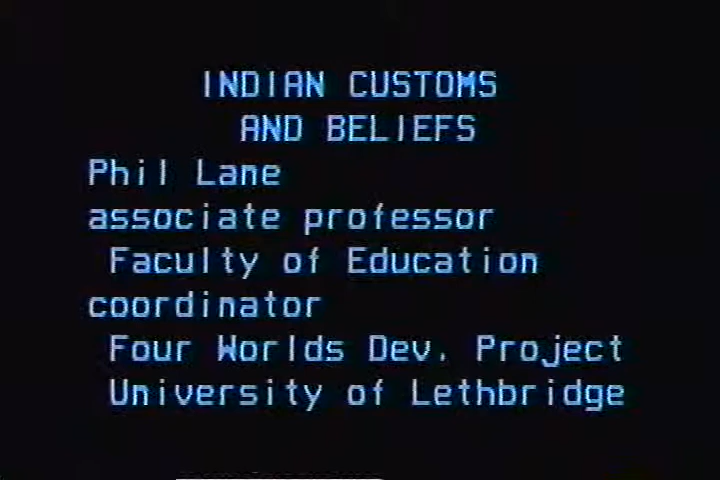 INDIAN CUSTOMS
AND BELIEFS
Phil Lane
associate professor
Faculty of Education
coordinator
Four Worlds Dev. Project
University of Lethbridge